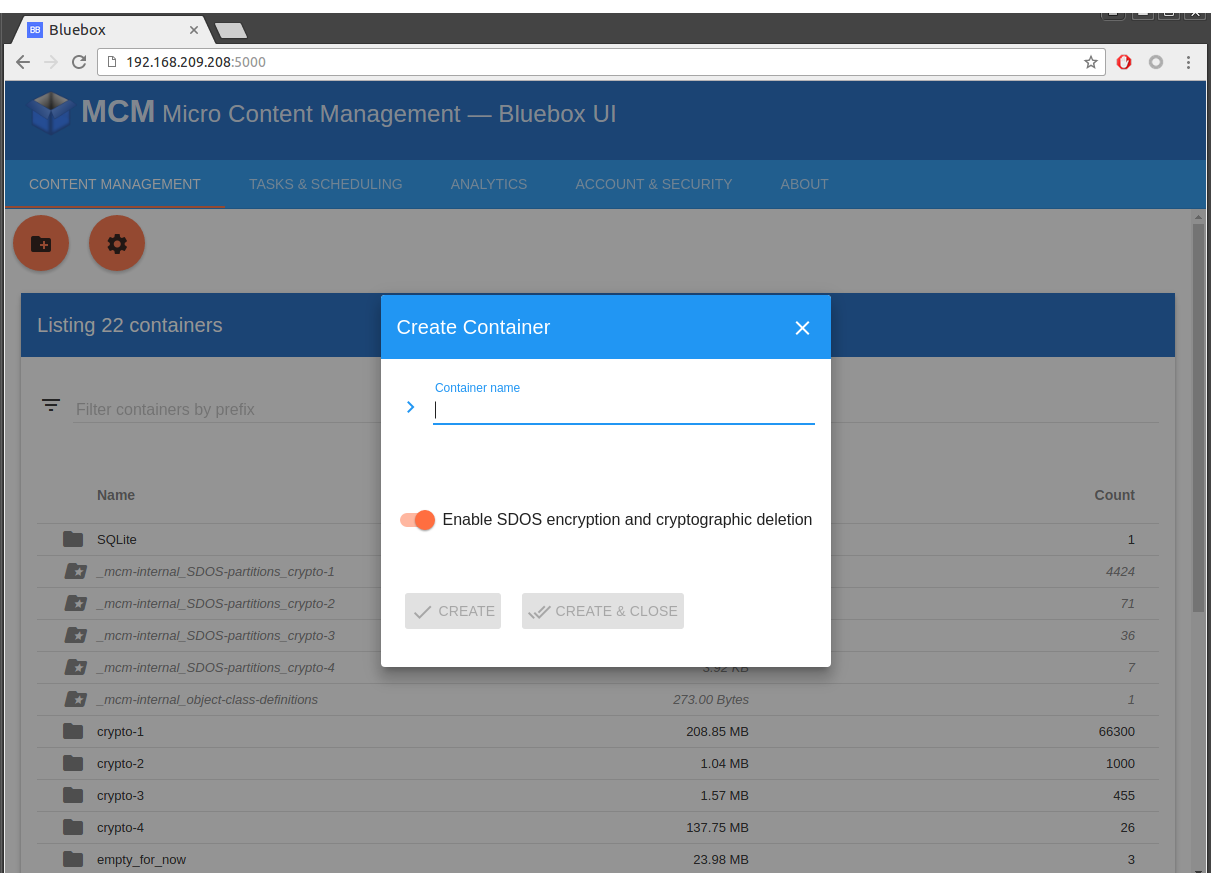 BB Bluebox
192.168.209.208:5000
MCM Micro Content Management — Bluebox UI
CONTENT MANAGEMENT TASKS & SCHEDULING ANALYTICS ACCOUNT & SECURITY ABOUT
Listing 22 containers
Filter containers by prefix
Create Container
Container name
Enable SDOS encryption and cryptographic deletion
CREATE CREATE & CLOSE
Name Count
SQLite 1
_mcm-internal_SDOS-partitions_crypto-1 4424
_mcm-internal_SDOS-partitions_crypto-2 71
_mcm-internal_SDOS-partitions_crypto-3 36
_mcm-internal_SDOS-partitions_crypto-4 3.92 KB 7
_mcm-internal_object-class-definitions 273.00 Bytes 1
crypto-1 208.85 MB 66300
crypto-2 1.04 MB 1000
crypto-3 1.57 MB 455
crypto-4 137.75 MB 26
empty_for_now 23.98 MB 3